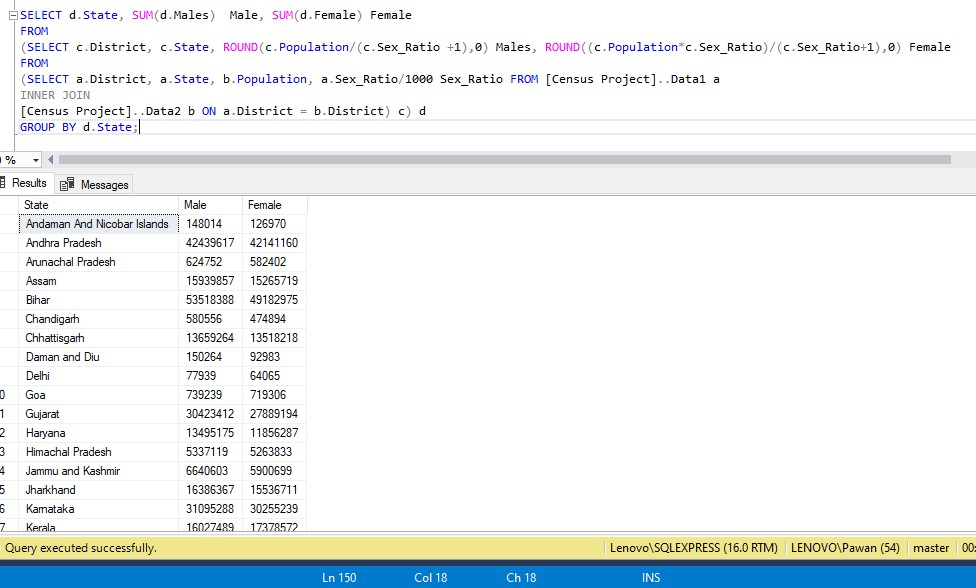 SELECT d.State, SUM(d.Males)  Male, SUM(d.Female) Female
FROM
(SELECT c.District, c.State, ROUND(c.Population/(c.Sex_Ratio +1),0) Males, ROUND((c.Population*c.Sex_Ratio)/(c.Sex_Ratio+1),0) Female
FROM
(SELECT a.District, a.State, b.Population, a.Sex_Ratio/1000 Sex_Ratio FROM [Census Project]..Data1 a
INNER JOIN
[Census Project]..Data2 b ON a.District = b.District) c) d
GROUP BY d.State;
%
Results Messages
State Male Female
Andaman And Nicobar Islands 148014 126970
Andhra Pradesh 42439617 42141160
Arunachal Pradesh 624752 582402
Assam 15939857 15265719
Bihar 53518388 49182975
Chandigarh 580556 474894
Chhattisgarh 13659264 13518218
Daman and Diu 150264 92983
Delhi 77939 64065
0 Goa 739239 719306
1 Gujarat 30423412 27889194
2 Haryana 13495175 11856287
3 Himachal Pradesh 5337119 5263833
4 Jammu and Kashmir 6640603 5900699
5 Jharkhand 16386367 15536711
6 Karnataka 31095288 30255239
7 Kerala 16027489 17378572
Query executed successfully. Lenovo\SQLEXPRESS (16.0 RTM) LENOVO\Pawan (54) master 00:
Ln 150 Col 18 Ch 18 INS